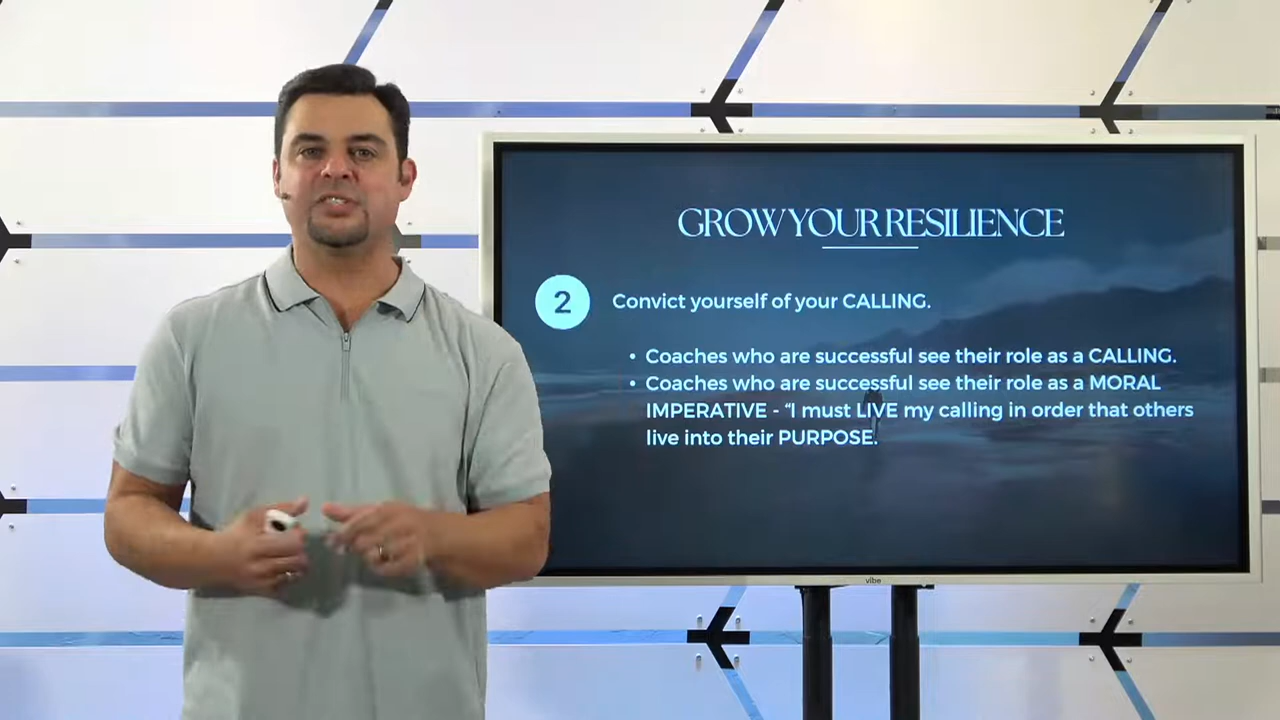 GROW YOUR RESILIENCE
2
Convict yourself of your CALLING.
• Coaches who are successful see their role as a CALLING.
• Coaches who are successful see their role as a MORAL
IMPERATIVE - “I must LIVE my calling in order that others
live into their PURPOSE.
vibe